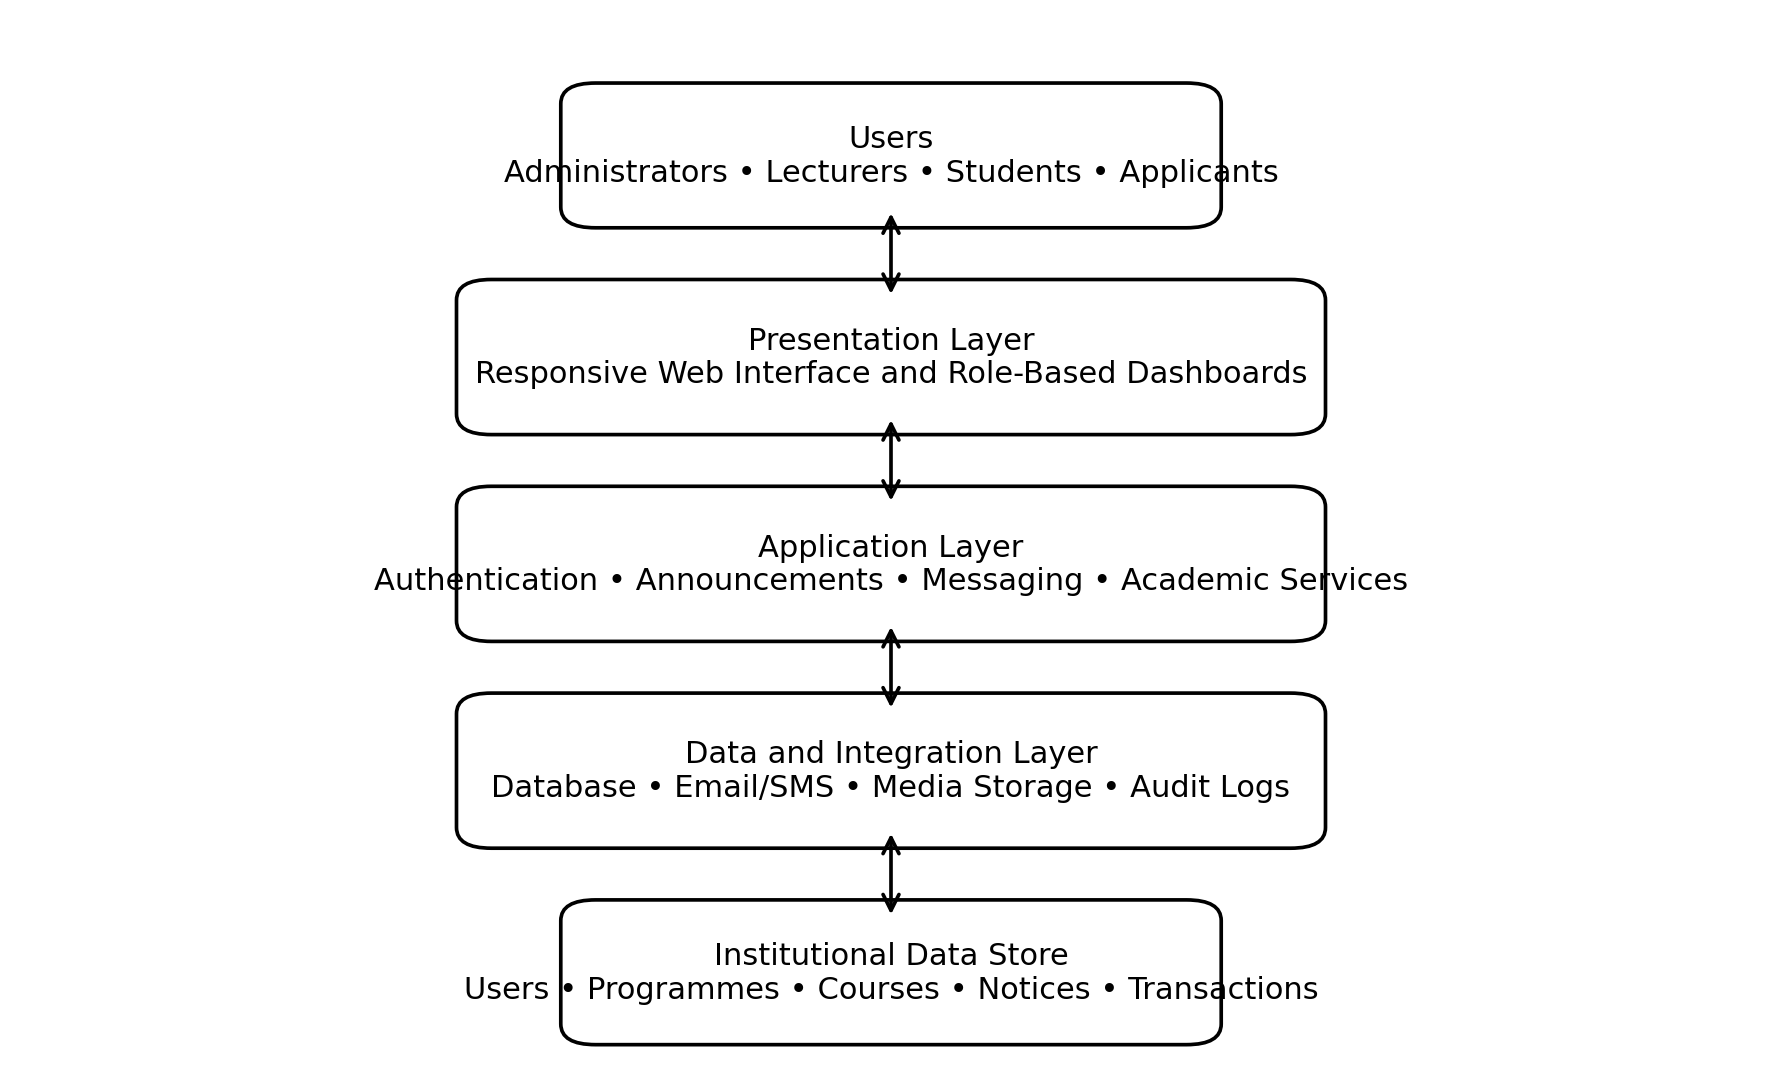 Users
Administrators • Lecturers • Students • Applicants
Presentation Layer
Responsive Web Interface and Role-Based Dashboards
Application Layer
Authentication • Announcements • Messaging • Academic Services
Data and Integration Layer
Database • Email/SMS • Media Storage • Audit Logs
Institutional Data Store
Users • Programmes • Courses • Notices • Transactions